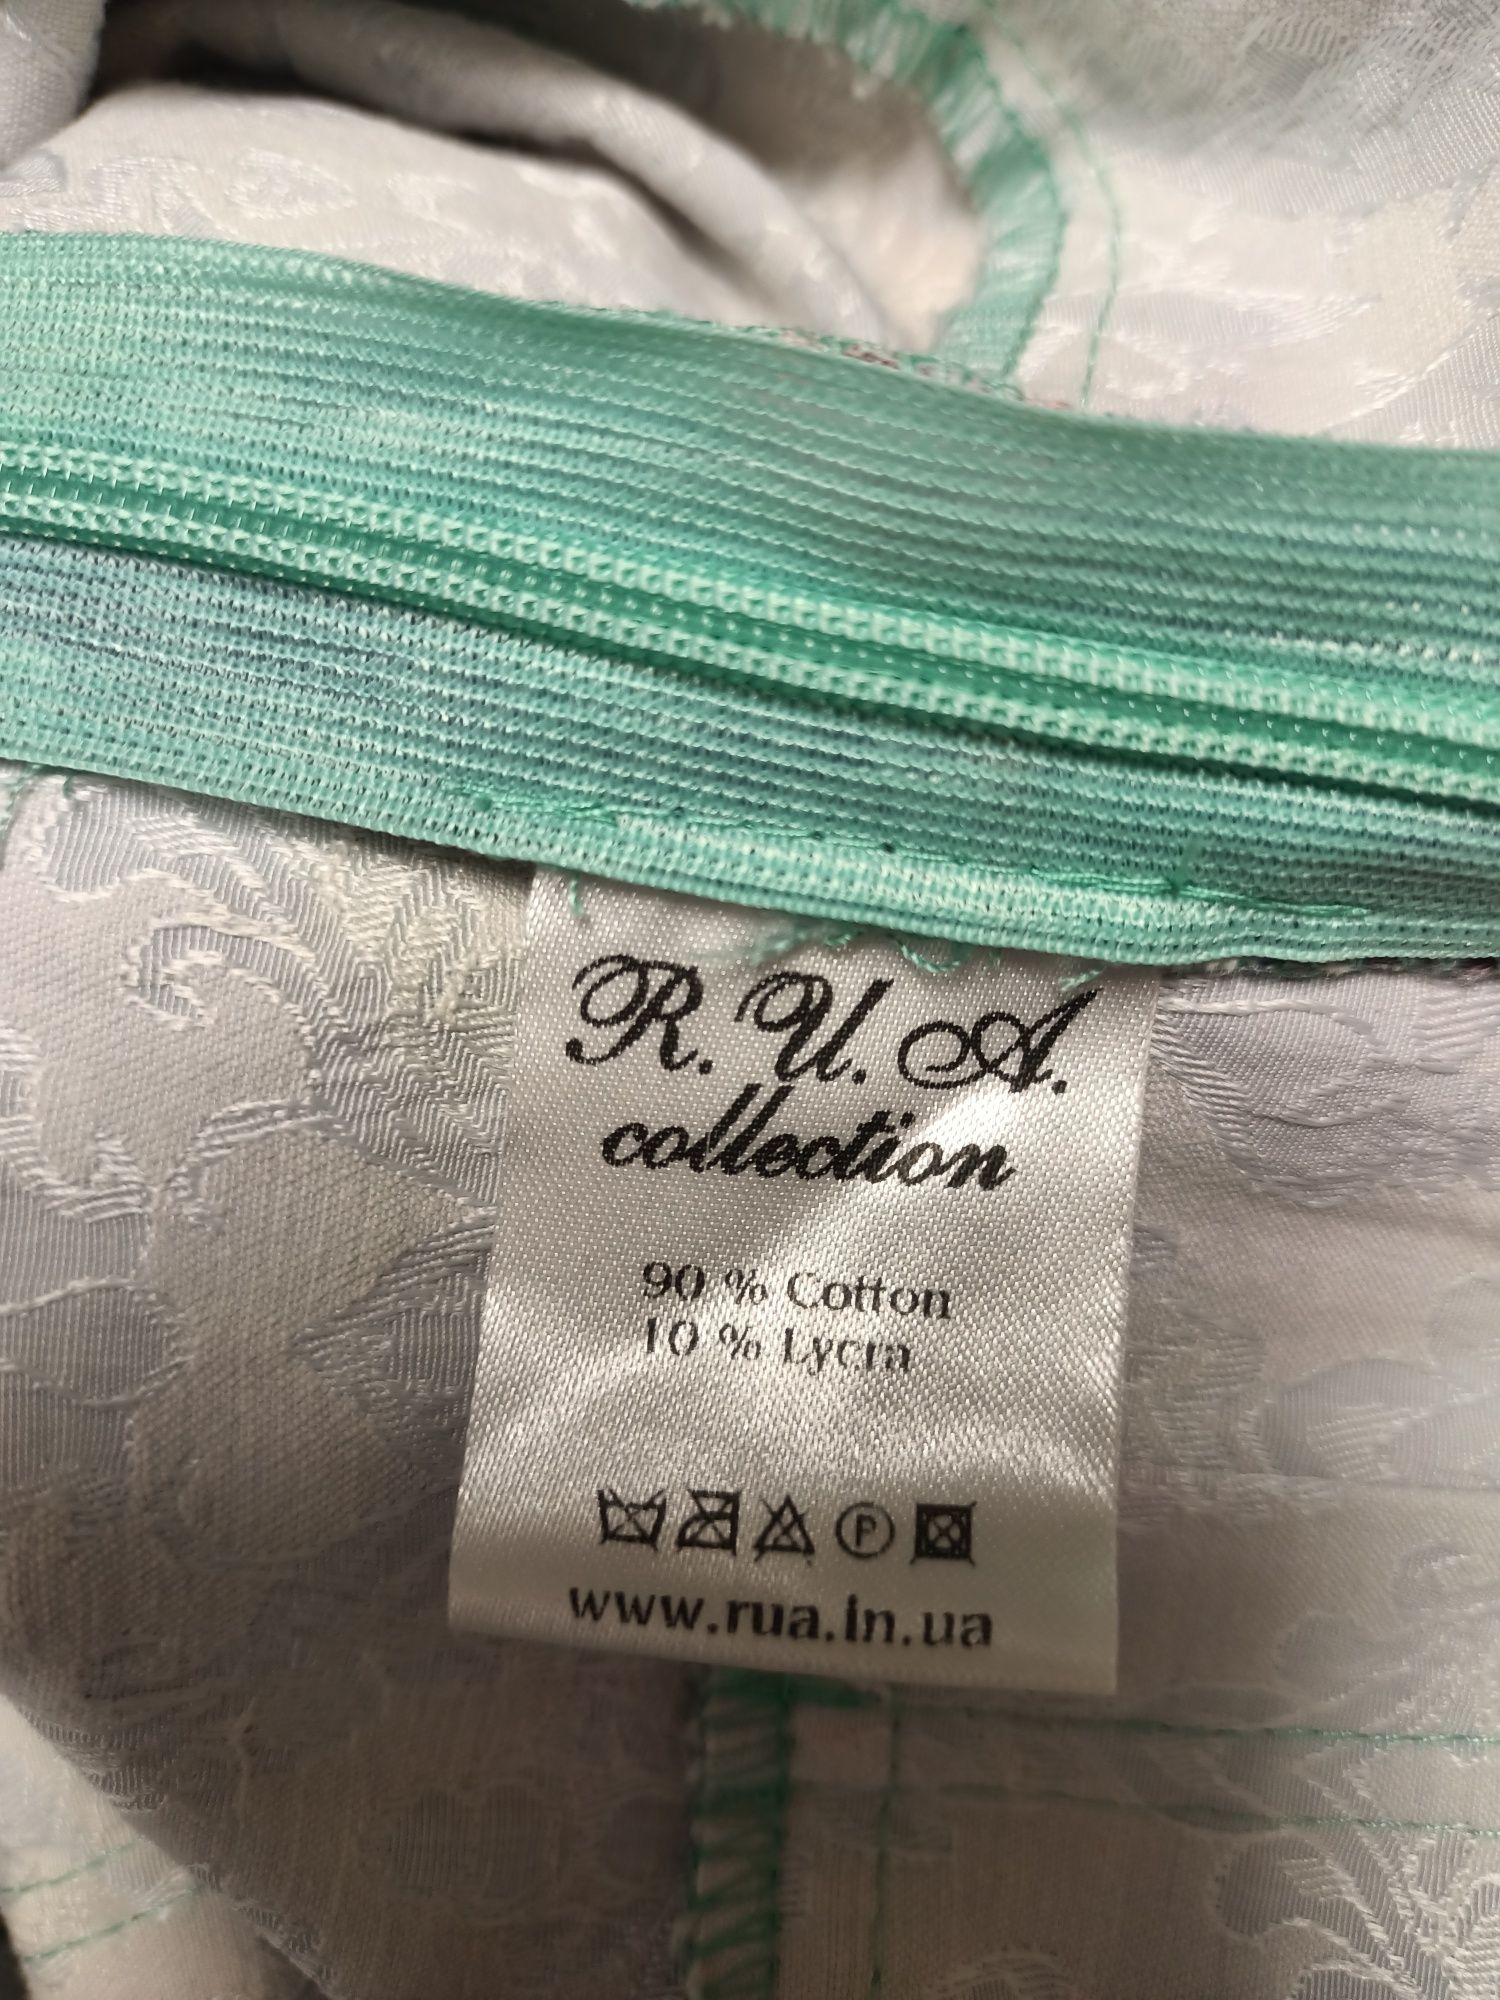 R.U.A.
collection
90 % Cotton
10 % Lycra
P
www.rua.in.ua